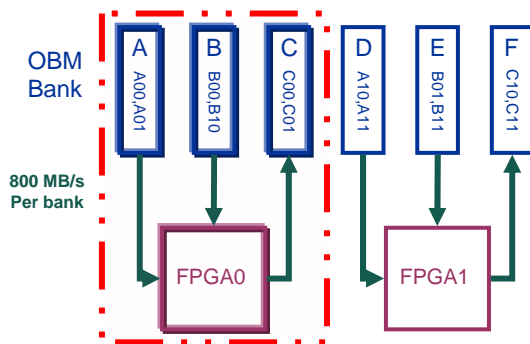 OBM
Bank
A
A00,A01
B
B00,B10
C
C00,C01
D
A10,A11
E
B01,B11
F
C10,C11
800 MB/s
Per bank
FPGA0
FPGA1